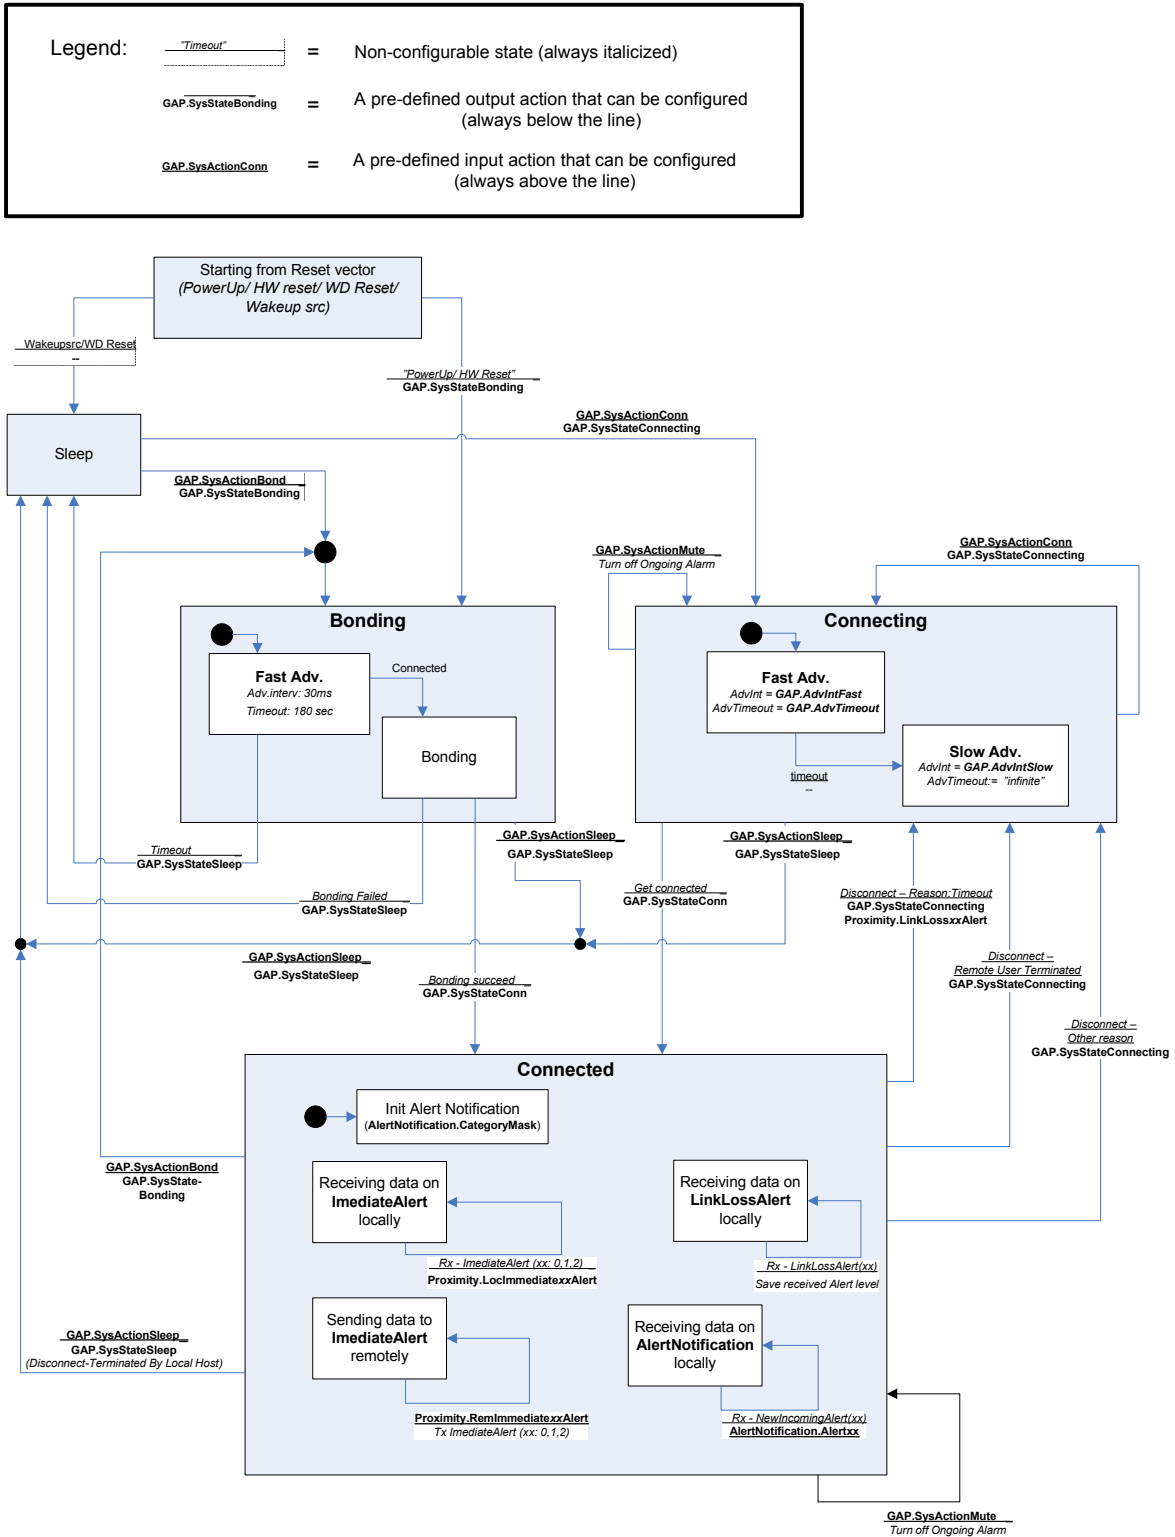 Legend:
"Timeout"
=
Non-configurable state (always italicized)
GAP.SysStateBonding
=
A pre-defined output action that can be configured
(always below the line)
GAP.SysActionConn
=
A pre-defined input action that can be configured
(always above the line)
Starting from Reset vector
(PowerUp/ HW reset/ WD Reset/
Wakeup src)
Wakeupsrc/WD Reset
--
"PowerUp/ HW Reset"
GAP.SysStateBonding
Sleep
GAP.SysActionConn
GAP.SysStateConnecting
GAP.SysActionBond
GAP.SysStateBonding
GAP.SysActionMute
Turn off Ongoing Alarm
GAP.SysActionConn
GAP.SysStateConnecting
Bonding
Fast Adv.
Adv.interv: 30ms
Timeout: 180 sec
Connected
Bonding
Connecting
Fast Adv.
AdvInt = GAP.AdvIntFast
AdvTimeout = GAP.AdvTimeout
Slow Adv.
AdvInt = GAP.AdvIntSlow
AdvTimeout:= "infinite"
timeout
--
Timeout
GAP.SysStateSleep
GAP.SysActionSleep
GAP.SysStateSleep
GAP.SysActionSleep
GAP.SysStateSleep
Bonding Failed
GAP.SysStateSleep
Get connected
GAP.SysStateConn
Disconnect – Reason:Timeout
GAP.SysStateConnecting
Proximity.LinkLossxxAlert
GAP.SysActionSleep
GAP.SysStateSleep
Bonding succeed
GAP.SysStateConn
Disconnect –
Remote User Terminated
GAP.SysStateConnecting
Disconnect –
Other reason
GAP.SysStateConnecting
Connected
Init Alert Notification
(AlertNotification.CategoryMask)
GAP.SysActionBond
GAP.SysState-
Bonding
Receiving data on
ImediateAlert
locally
Rx - ImediateAlert (xx: 0,1,2)
Proximity.LocImmediatexxAlert
Receiving data on
LinkLossAlert
locally
Rx - LinkLossAlert(xx)
Save received Alert level
Sending data to
ImediateAlert
remotely
Proximity.RemImmediatexxAlert
Tx ImediateAlert (xx: 0,1,2)
Receiving data on
AlertNotification
locally
Rx - NewIncomingAlert(xx)
AlertNotification.Alertxx
GAP.SysActionSleep
GAP.SysStateSleep
(Disconnect-Terminated By Local Host)
GAP.SysActionMute
Turn off Ongoing Alarm